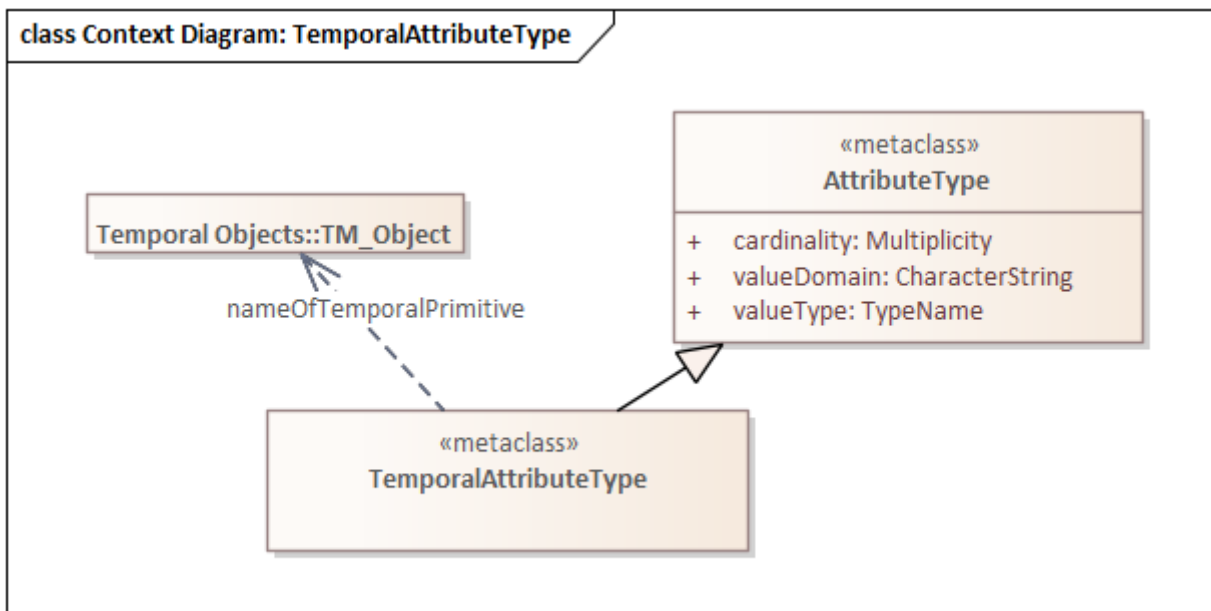 class Context Diagram: TemporalAttributeType
«metaclass»
AttributeType
+ cardinality: Multiplicity
+ valueDomain: CharacterString
+ valueType: TypeName
Temporal Objects::TM_Object
nameOfTemporalPrimitive
«metaclass»
TemporalAttributeType